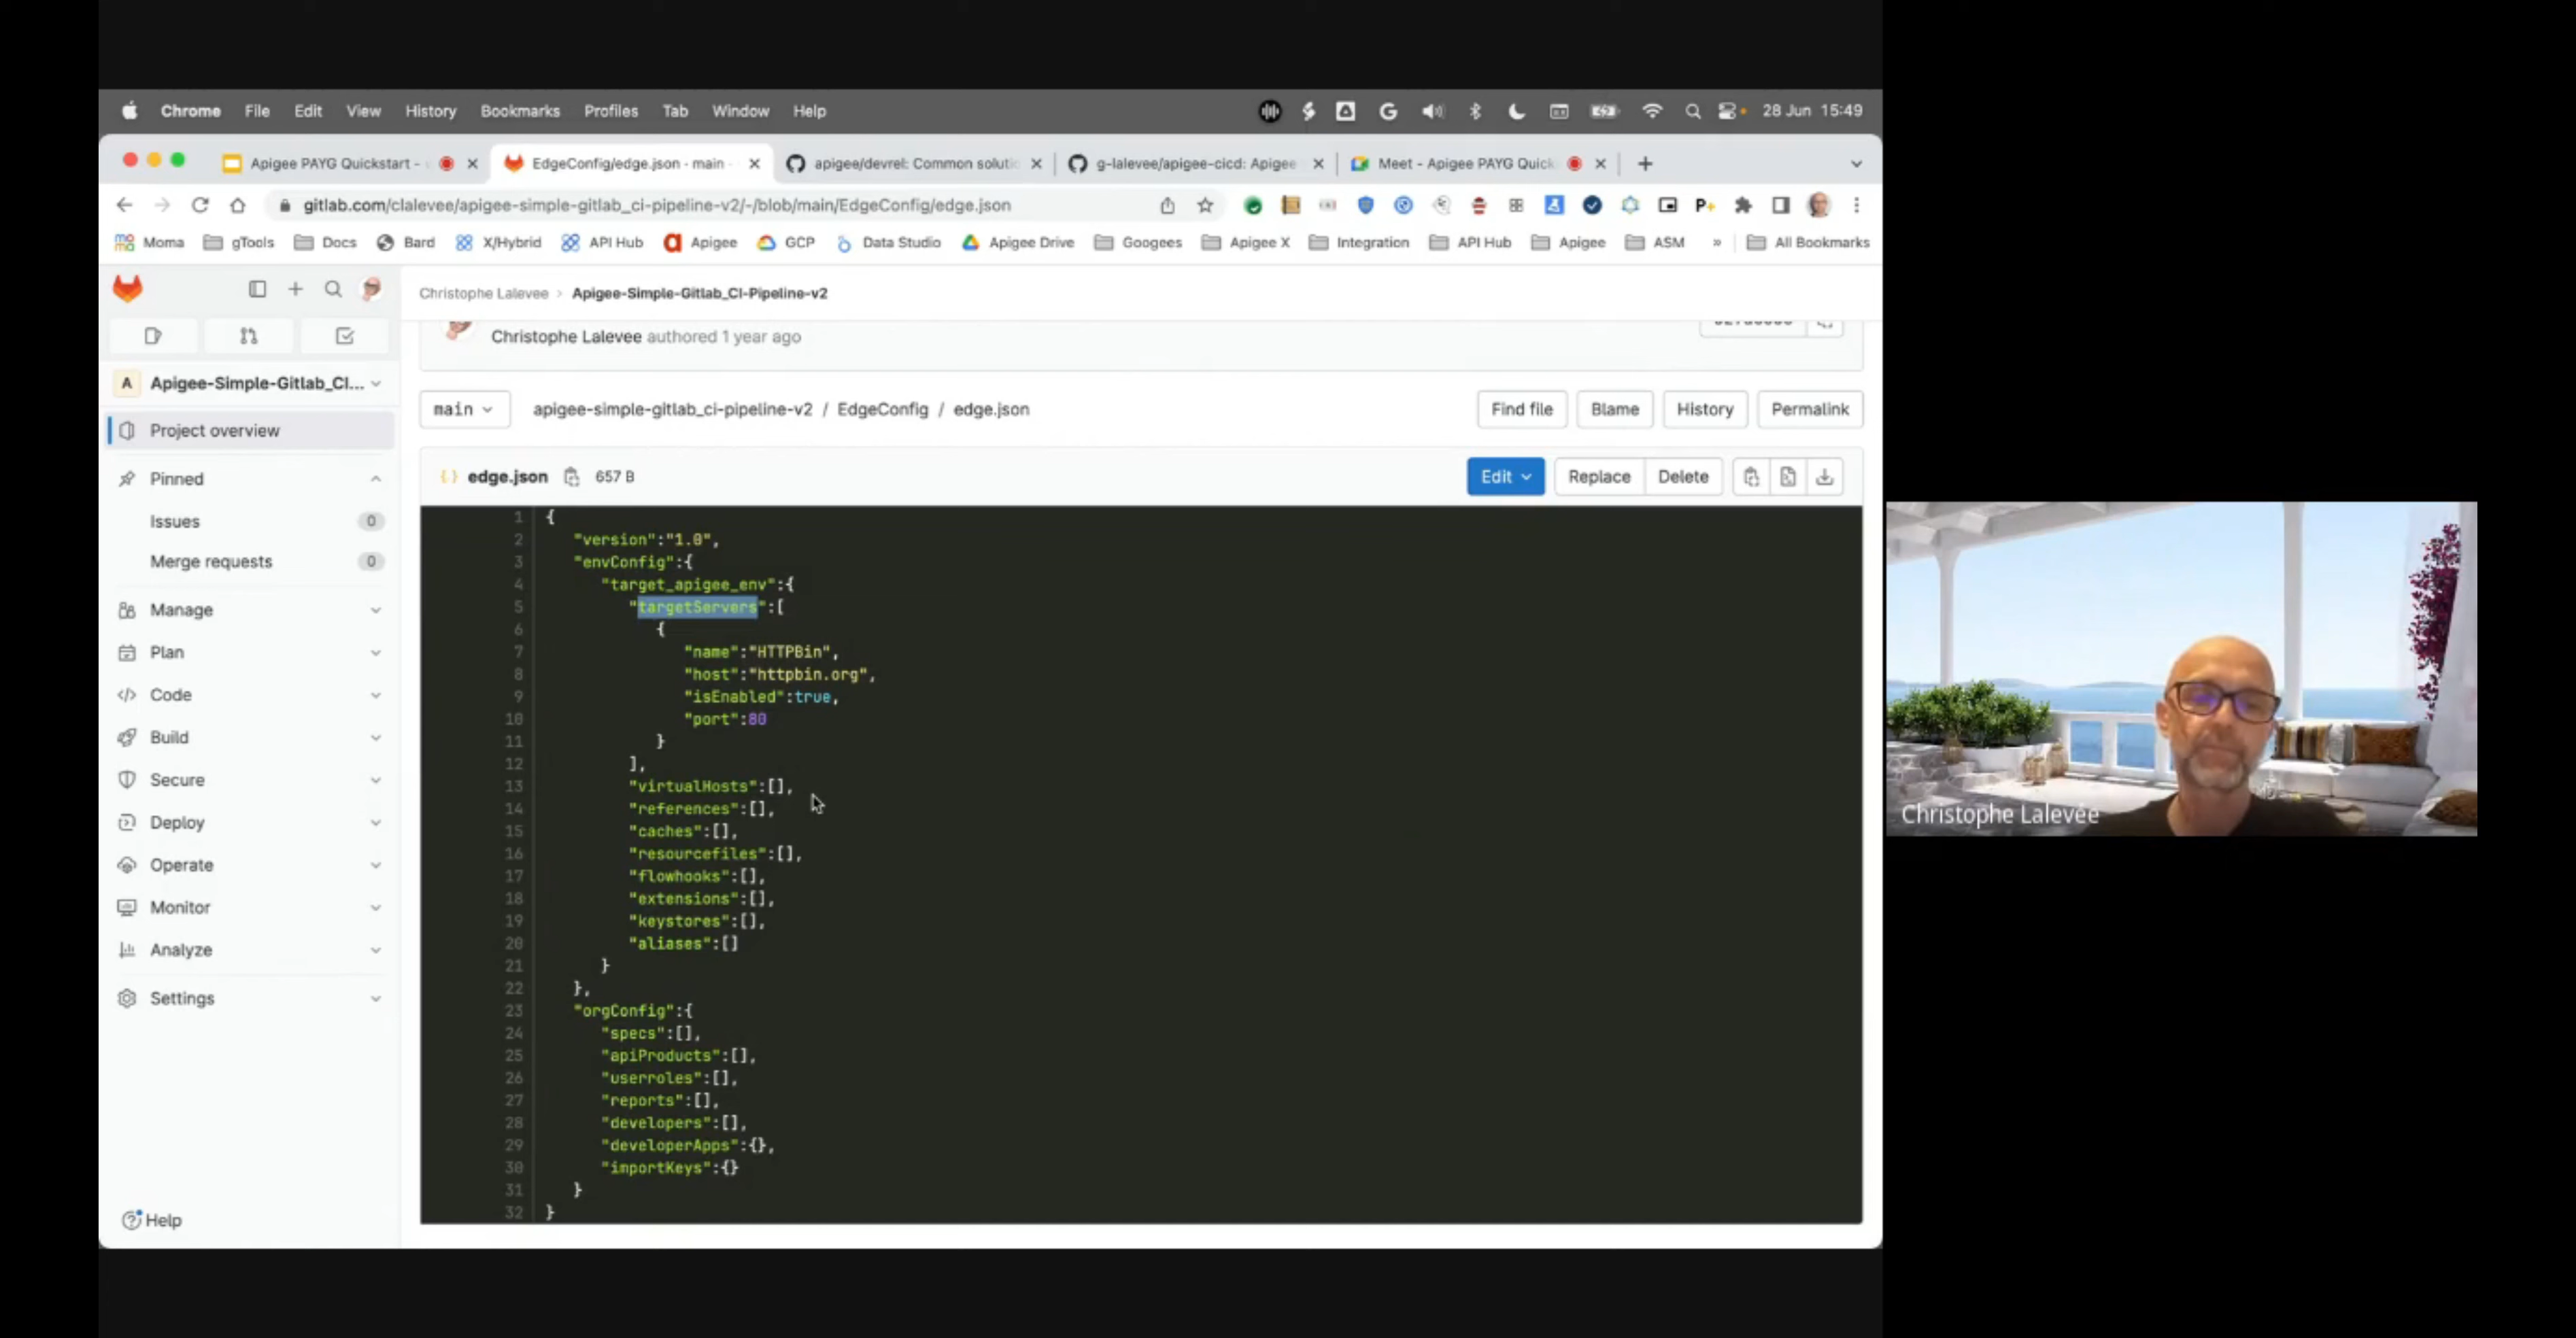 Chrome File Edit View History Bookmarks Profiles Tab Window Help 28 Jun 15:49
Apigee PAYG Quickstart - EdgeConfig/edge.json · main · apigee/devrel: Common soluti g-lalevee/apigee-cicd: Apigee Meet - Apigee PAYG Quick
gitlab.com/clalevee/apigee-simple-gitlab_ci-pipeline-v2/-/blob/main/EdgeConfig/edge.json
Moma gTools Docs Bard X/Hybrid API Hub Apigee GCP Data Studio Apigee Drive Googees Apigee X Integration API Hub Apigee ASM » All Bookmarks
Christophe Lalevee > Apigee-Simple-Gitlab_CI-Pipeline-v2
Christophe Lalevee authored 1 year ago
A Apigee-Simple-Gitlab_CI...
Project overview
Pinned
Issues 0
Merge requests 0
Manage
Plan
Code
Build
Secure
Deploy
Operate
Monitor
Analyze
Settings
Help
main apigee-simple-gitlab_ci-pipeline-v2 / EdgeConfig / edge.json Find file Blame History Permalink
{} edge.json 657 B Edit Replace Delete
1 {
2 "version":"1.0",
3 "envConfig":{
4 "target_apigee_env":{
5 "targetServers":[
6 {
7 "name":"HTTPBin",
8 "host":"httpbin.org",
9 "isEnabled":true,
10 "port":80
11 }
12 ],
13 "virtualHosts":[],
14 "references":[],
15 "caches":[],
16 "resourcefiles":[],
17 "flowhooks":[],
18 "extensions":[],
19 "keystores":[],
20 "aliases":[]
21 }
22 },
23 "orgConfig":{
24 "specs":[],
25 "apiProducts":[],
26 "userroles":[],
27 "reports":[],
28 "developers":[],
29 "developerApps":{},
30 "importKeys":{}
31 }
32 }
Christophe Lalevée